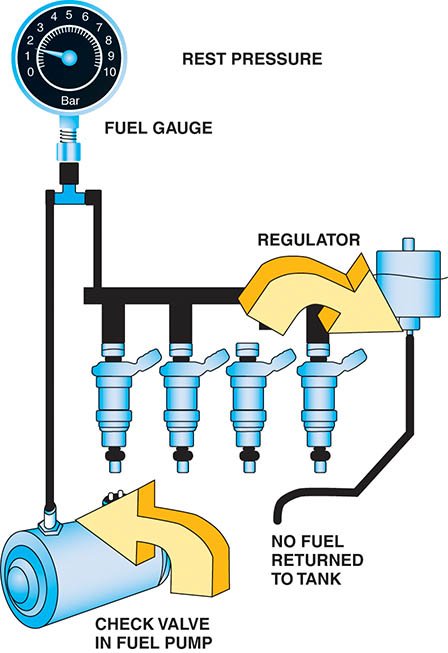 0 1 2 3 4 5 6 7 8 9 10
Bar
REST PRESSURE
FUEL GAUGE
REGULATOR
NO FUEL
RETURNED
TO TANK
CHECK VALVE
IN FUEL PUMP